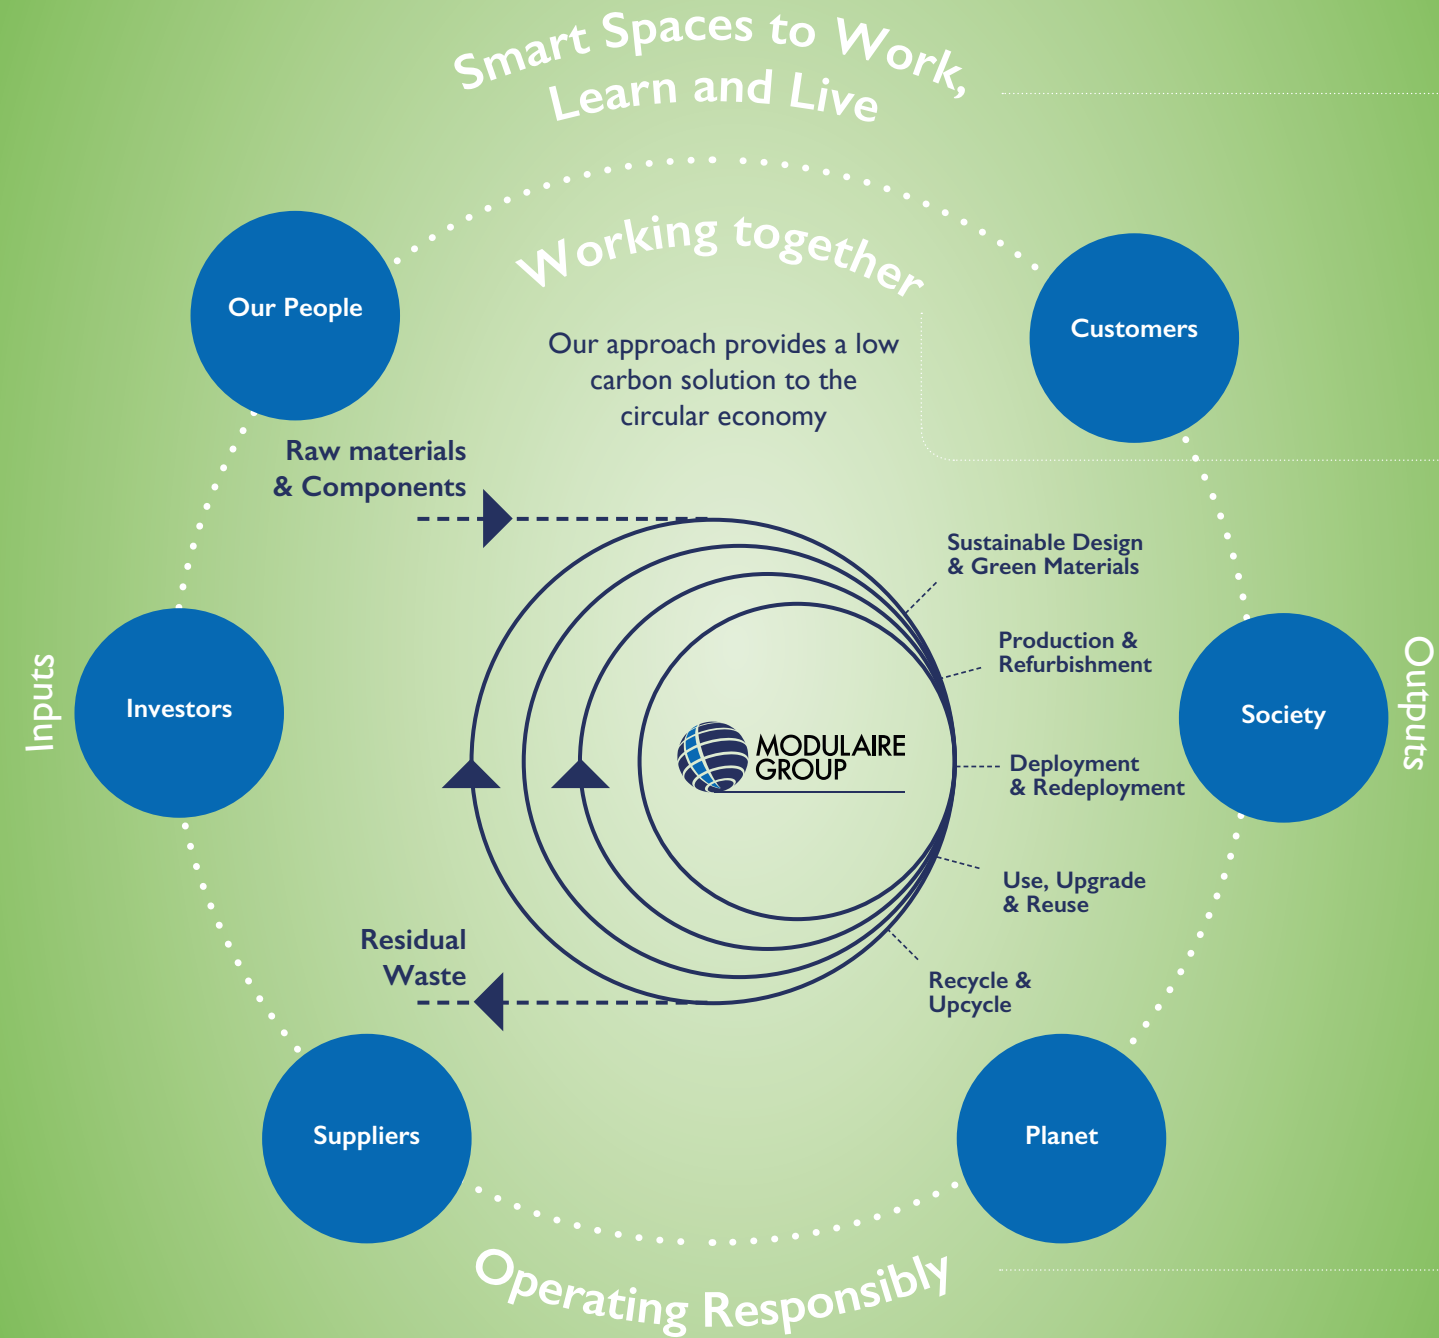 Smart Spaces to Work,
Learn and Live
Working together
Our approach provides a low
carbon solution to the
circular economy
Our People
Customers
Raw materials
& Components
Sustainable Design
& Green Materials
Production &
Refurbishment
Inputs
Investors
MODULAIRE
GROUP
Deployment
& Redeployment
Society
Outputs
Use, Upgrade
& Reuse
Residual
Waste
Recycle &
Upcycle
Suppliers
Planet
Operating Responsibly